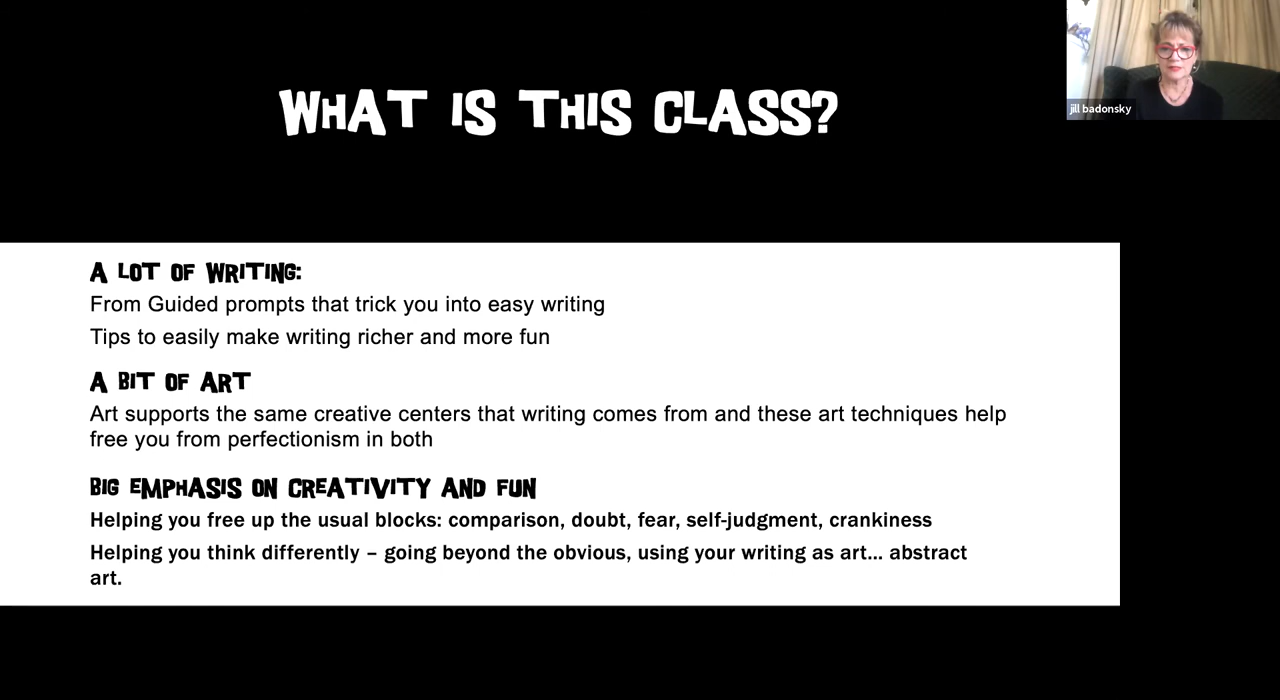 WHAT IS THIS CLASS?
jill badonsky
A LOT OF WRITING:
From Guided prompts that trick you into easy writing
Tips to easily make writing richer and more fun
A BIT OF ART
Art supports the same creative centers that writing comes from and these art techniques help
free you from perfectionism in both
BIG EMPHASIS ON CREATIVITY AND FUN
Helping you free up the usual blocks: comparison, doubt, fear, self-judgment, crankiness
Helping you think differently – going beyond the obvious, using your writing as art... abstract
art.